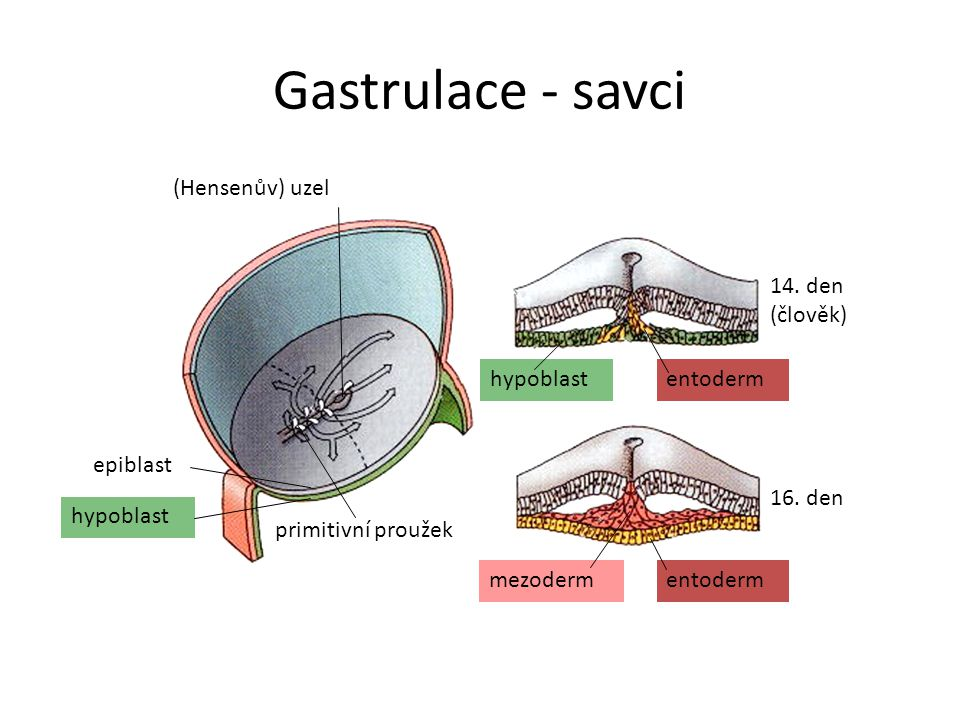 Gastrulace - savci
(Hensenův) uzel
14. den
(člověk)
hypoblast
entoderm
epiblast
hypoblast
primitivní proužek
16. den
mezoderm
entoderm